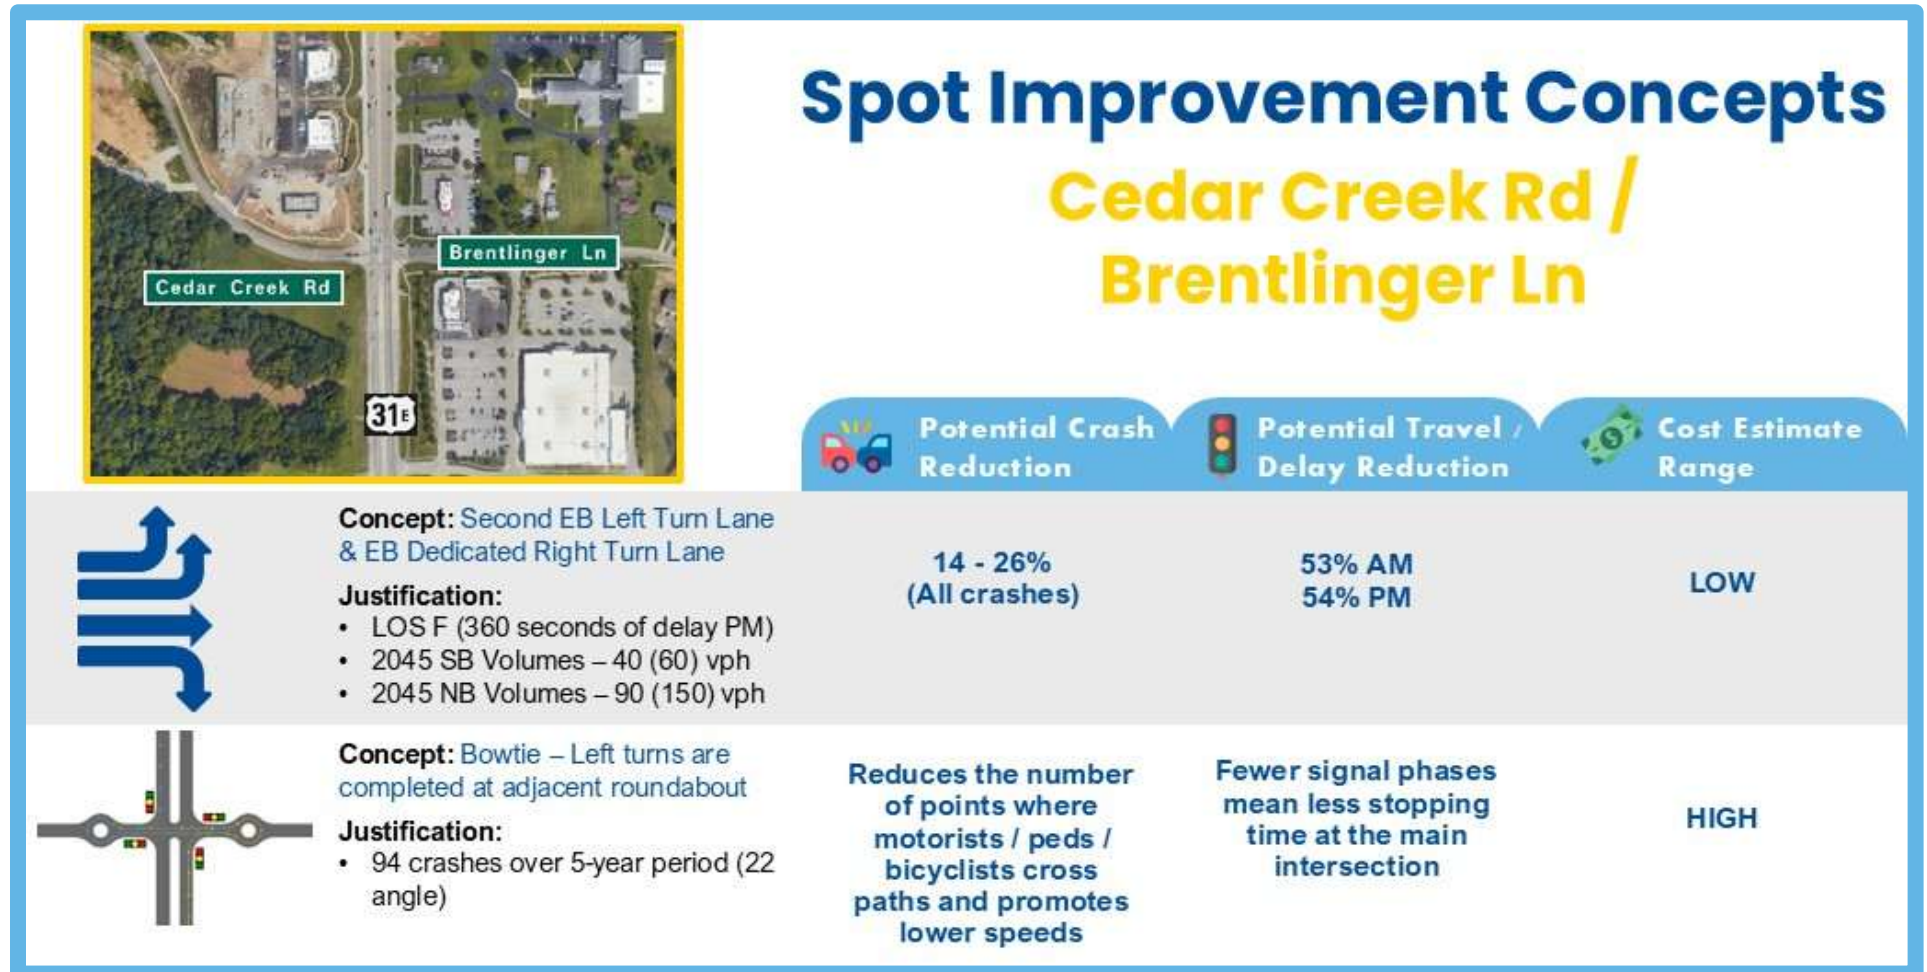 Spot Improvement Concepts
Cedar Creek Rd /
Brentlinger Ln
Brentlinger Ln
Cedar Creek Rd
31E
Potential Crash
Reduction
Potential Travel /
Delay Reduction
Cost Estimate
Range
Concept: Second EB Left Turn Lane
& EB Dedicated Right Turn Lane
Justification:
• LOS F (360 seconds of delay PM)
• 2045 SB Volumes – 40 (60) vph
• 2045 NB Volumes – 90 (150) vph
14 - 26%
(All crashes)
53% AM
54% PM
LOW
Concept: Bowtie – Left turns are
completed at adjacent roundabout
Justification:
• 94 crashes over 5-year period (22
angle)
Reduces the number
of points where
motorists / peds /
bicyclists cross
paths and promotes
lower speeds
Fewer signal phases
mean less stopping
time at the main
intersection
HIGH